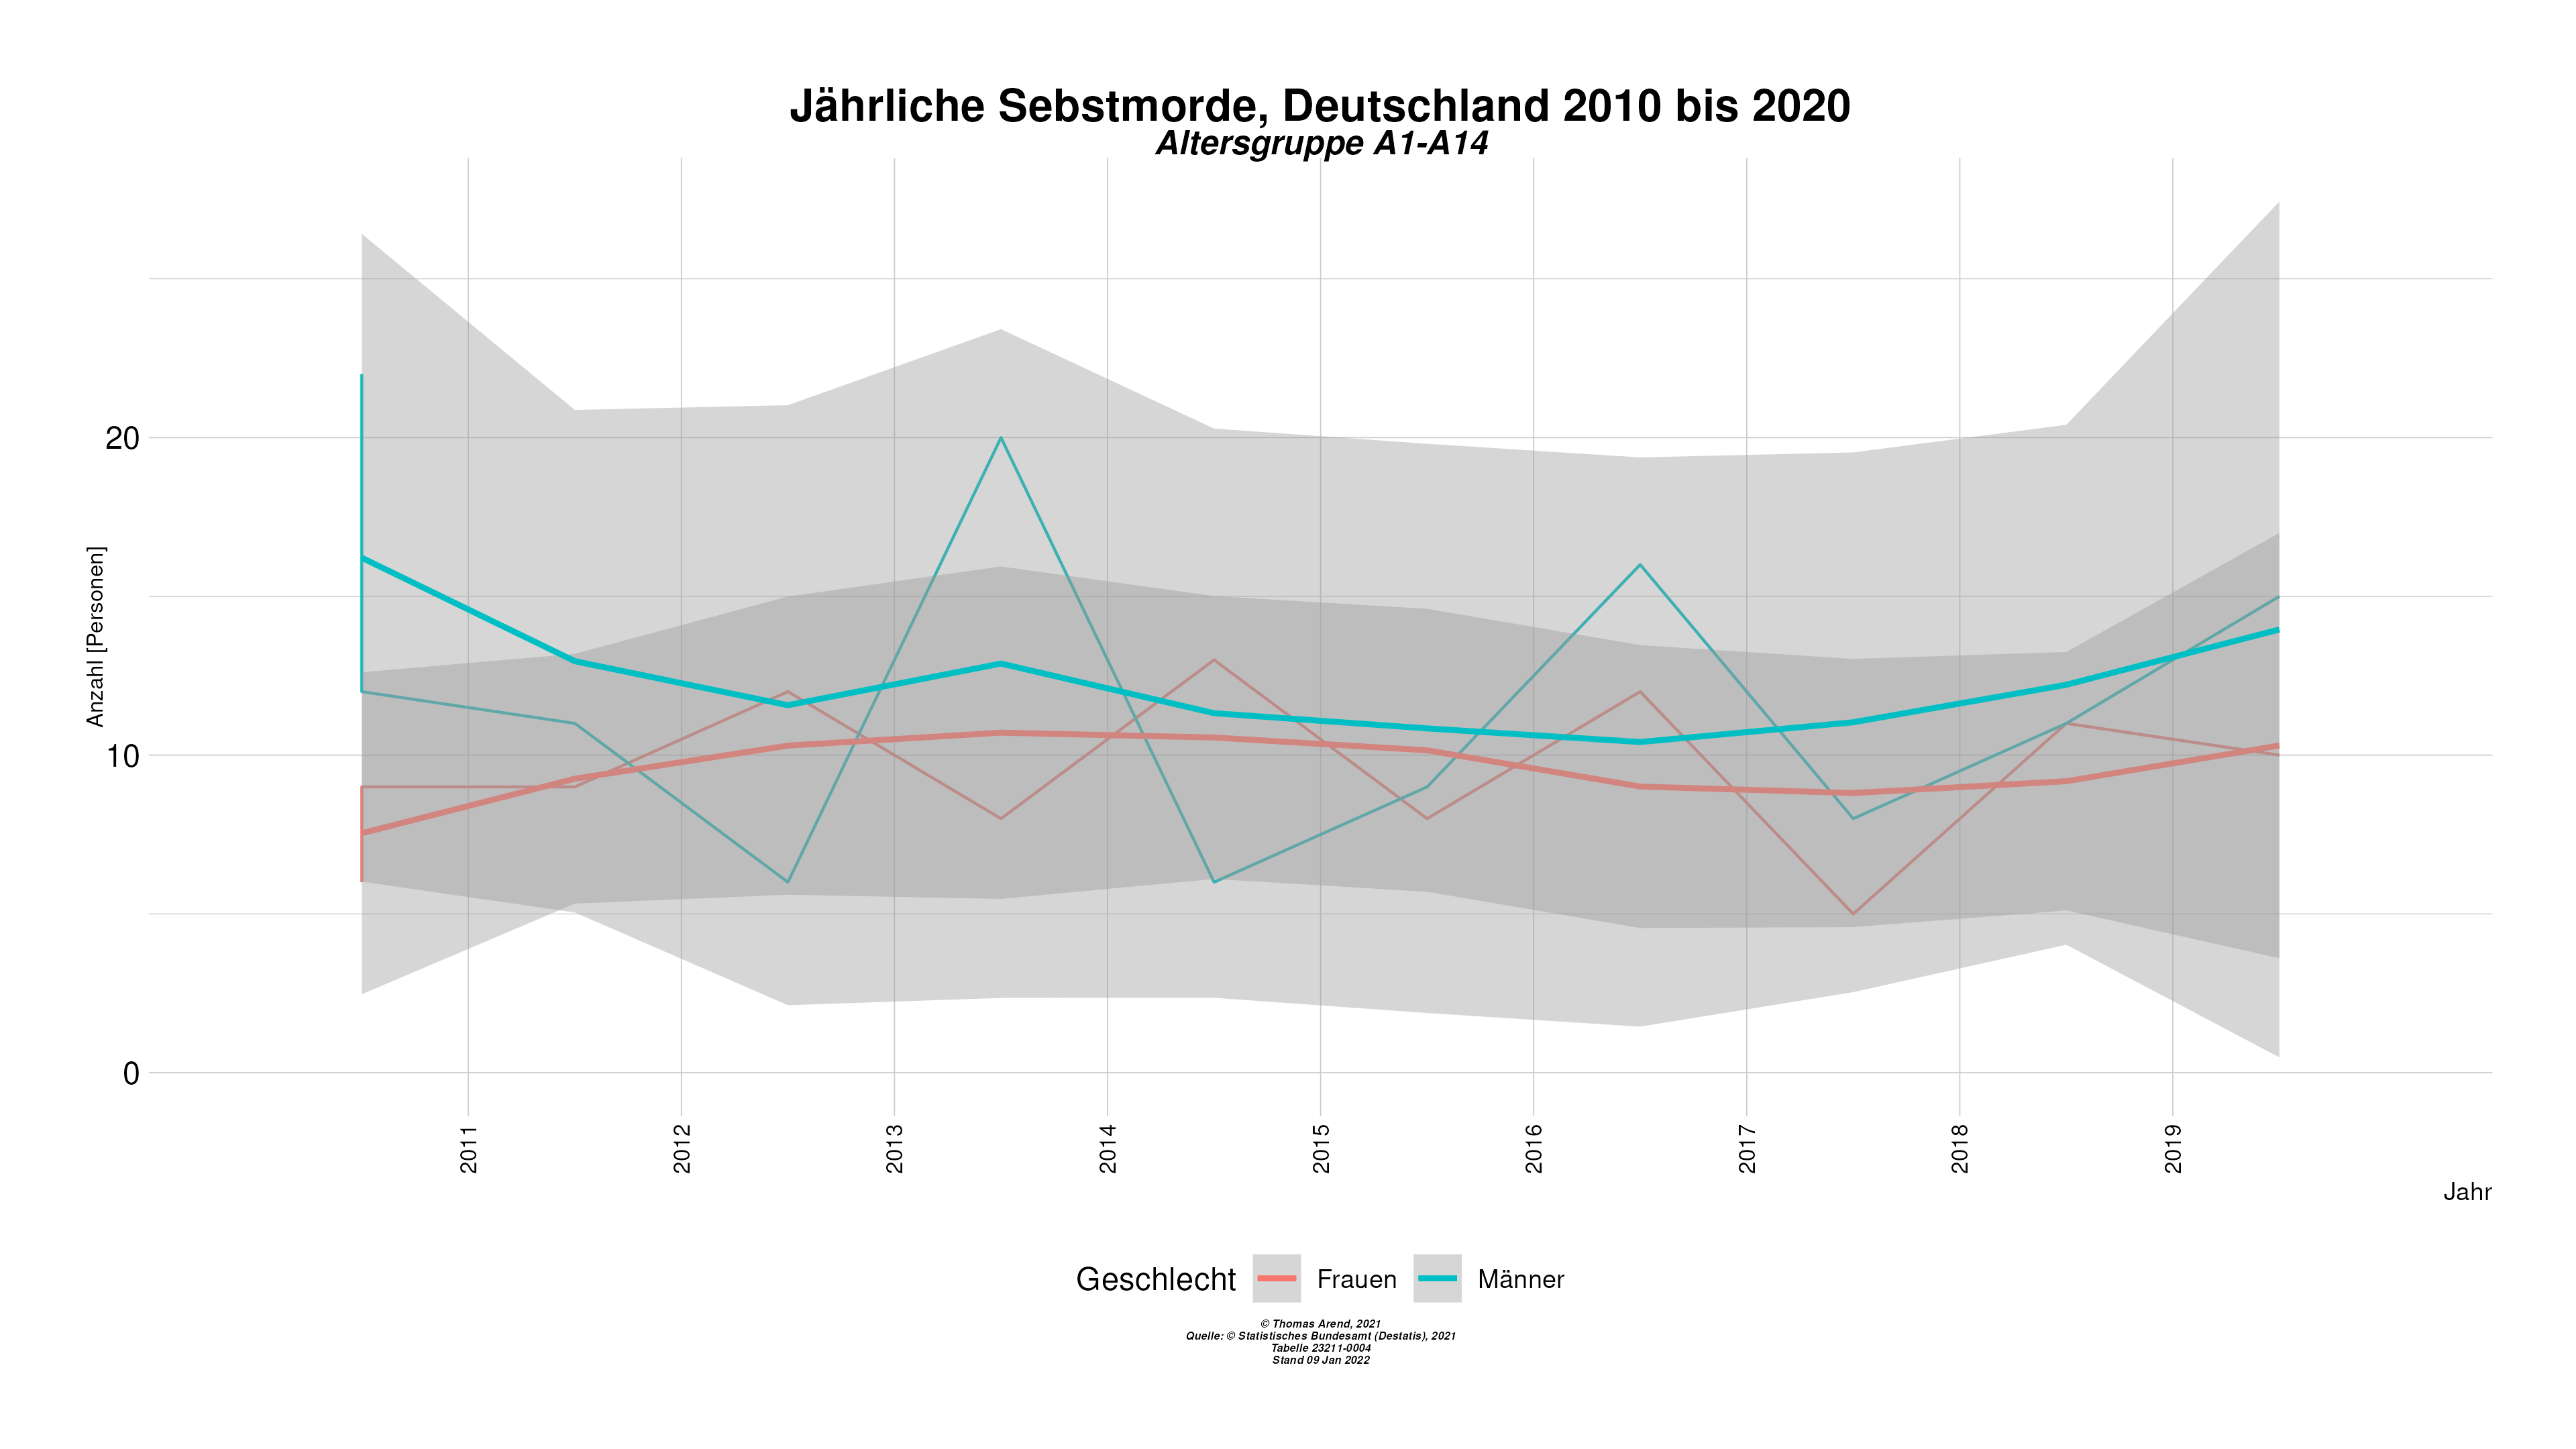 Jährliche Sebstmorde, Deutschland 2010 bis 2020
Altersgruppe A1-A14
Anzahl [Personen]
20
10
0
2011
2012
2013
2014
2015
2016
2017
2018
2019
Jahr
Geschlecht Frauen Männer
© Thomas Arend, 2021
Quelle: © Statistisches Bundesamt (Destatis), 2021
Tabelle 23211-0004
Stand 09 Jan 2022